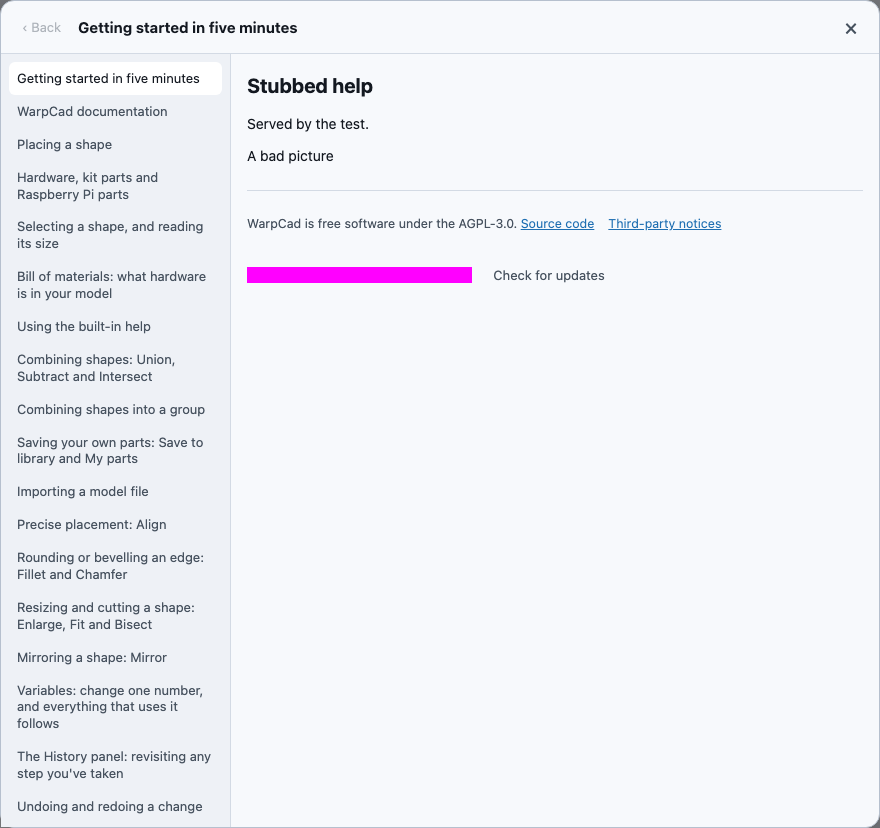 ‹ Back
Getting started in five minutes
Getting started in five minutes
WarpCad documentation
Placing a shape
Hardware, kit parts and
Raspberry Pi parts
Selecting a shape, and reading
its size
Bill of materials: what hardware
is in your model
Using the built-in help
Combining shapes: Union,
Subtract and Intersect
Combining shapes into a group
Saving your own parts: Save to
library and My parts
Importing a model file
Precise placement: Align
Rounding or bevelling an edge:
Fillet and Chamfer
Resizing and cutting a shape:
Enlarge, Fit and Bisect
Mirroring a shape: Mirror
Variables: change one number,
and everything that uses it
follows
The History panel: revisiting any
step you've taken
Undoing and redoing a change
Stubbed help
Served by the test.
A bad picture
WarpCad is free software under the AGPL-3.0. Source code Third-party notices
Check for updates